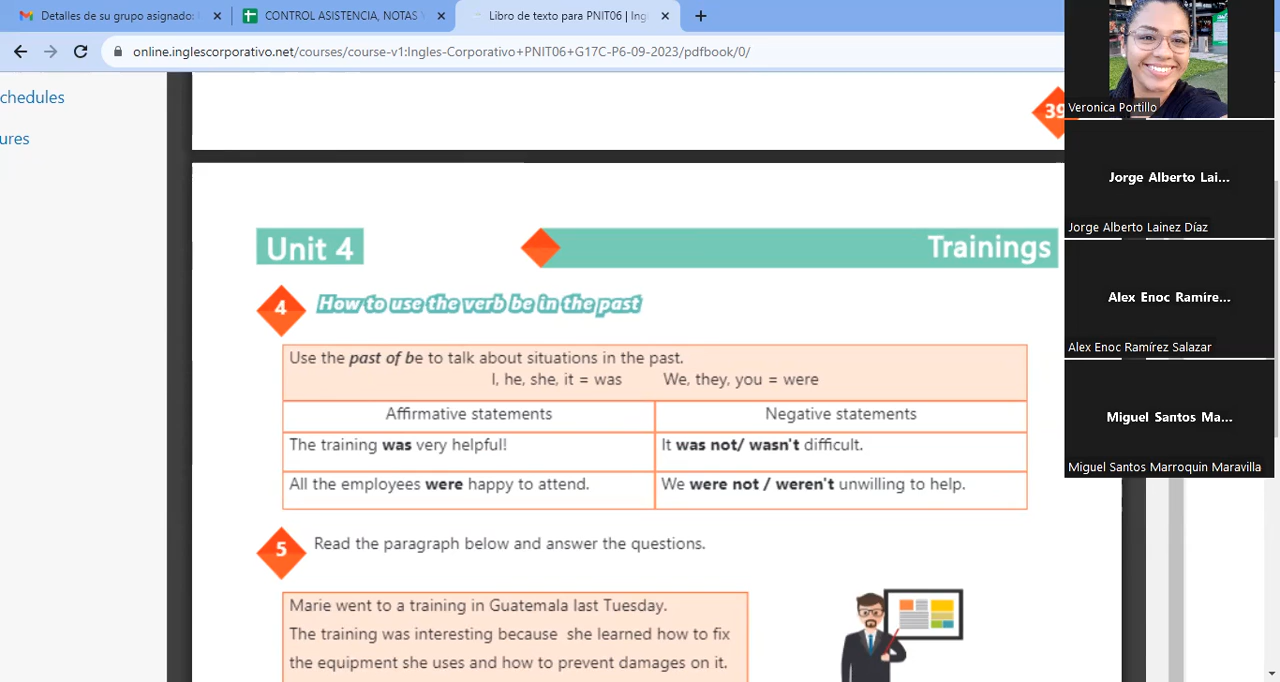 Detalles de su grupo asignado:
CONTROL ASISTENCIA, NOTAS Y
Libro de texto para PNIT06 | Ing
online.inglescorporativo.net/courses/course-v1:Ingles-Corporativo+PNIT06+G17C-P6-09-2023/pdfbook/0/
chedules
ures
39
Unit 4
Trainings
4 How to use the verb be in the past
Use the past of be to talk about situations in the past.
I, he, she, it = was We, they, you = were
Affirmative statements Negative statements
The training was very helpful! It was not/ wasn't difficult.
All the employees were happy to attend. We were not / weren't unwilling to help.
5 Read the paragraph below and answer the questions.
Marie went to a training in Guatemala last Tuesday.
The training was interesting because she learned how to fix
the equipment she uses and how to prevent damages on it.
Veronica Portillo
Jorge Alberto Lai...
Jorge Alberto Lainez Díaz
Alex Enoc Ramíre...
Alex Enoc Ramírez Salazar
Miguel Santos Ma...
Miguel Santos Marroquin Maravilla